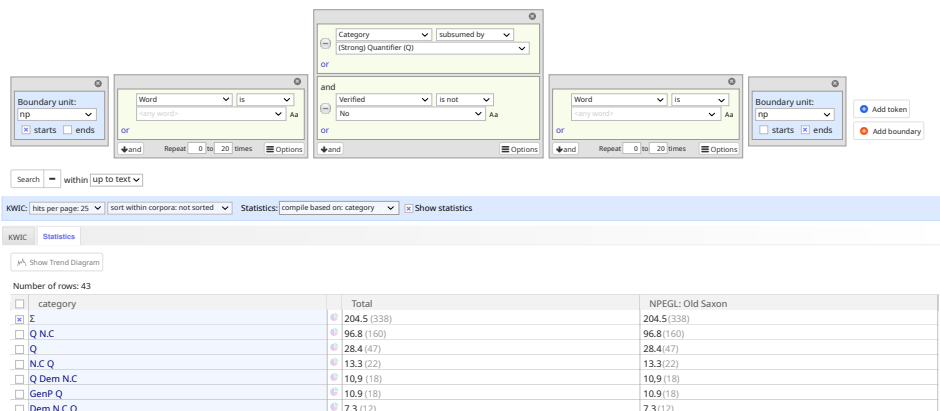 Category subsumed by
(Strong) Quantifier (Q)
or
and
Verified is not
No Aa
or
and Options
Boundary unit:
np
starts ends
Word is
<any word> Aa
or
and Repeat 0 to 20 times Options
Word is
<any word> Aa
or
and Repeat 0 to 20 times Options
Boundary unit:
np
starts ends
Add token
Add boundary
Search within up to text
KWIC: hits per page: 25 sort within corpora: not sorted Statistics: compile based on: category Show statistics
KWIC Statistics
Show Trend Diagram
Number of rows: 43
category Total NPEGL: Old Saxon
Σ 204.5 (338) 204.5 (338)
Q N.C 96.8 (160) 96.8 (160)
Q 28.4 (47) 28.4 (47)
N.C Q 13.3 (22) 13.3 (22)
Q Dem N.C 10,9 (18) 10,9 (18)
GenP Q 10.9 (18) 10.9 (18)
Dem N.C Q 7.3 (12) 7.3 (12)